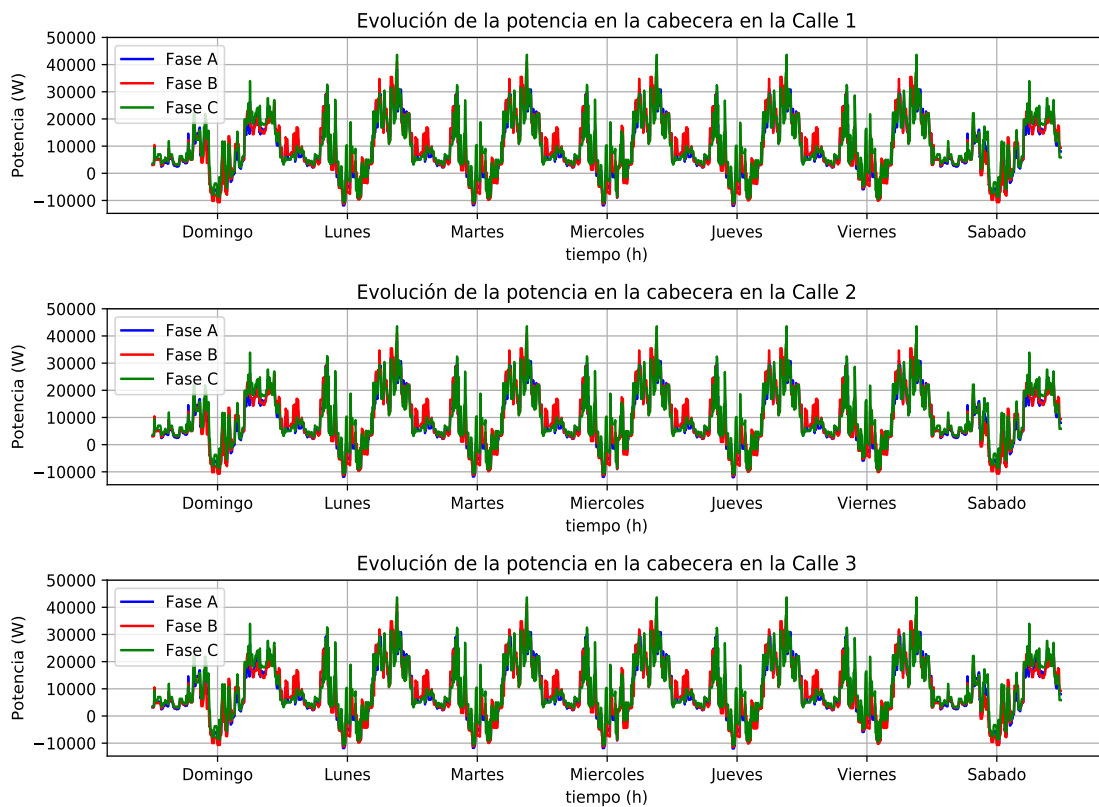 Evolución de la potencia en la cabecera en la Calle 1
50000
40000
30000
20000
10000
0
−10000
Potencia (W)
Fase A
Fase B
Fase C
Domingo Lunes Martes Miercoles Jueves Viernes Sabado
tiempo (h)
Evolución de la potencia en la cabecera en la Calle 2
50000
40000
30000
20000
10000
0
−10000
Potencia (W)
Fase A
Fase B
Fase C
Domingo Lunes Martes Miercoles Jueves Viernes Sabado
tiempo (h)
Evolución de la potencia en la cabecera en la Calle 3
50000
40000
30000
20000
10000
0
−10000
Potencia (W)
Fase A
Fase B
Fase C
Domingo Lunes Martes Miercoles Jueves Viernes Sabado
tiempo (h)